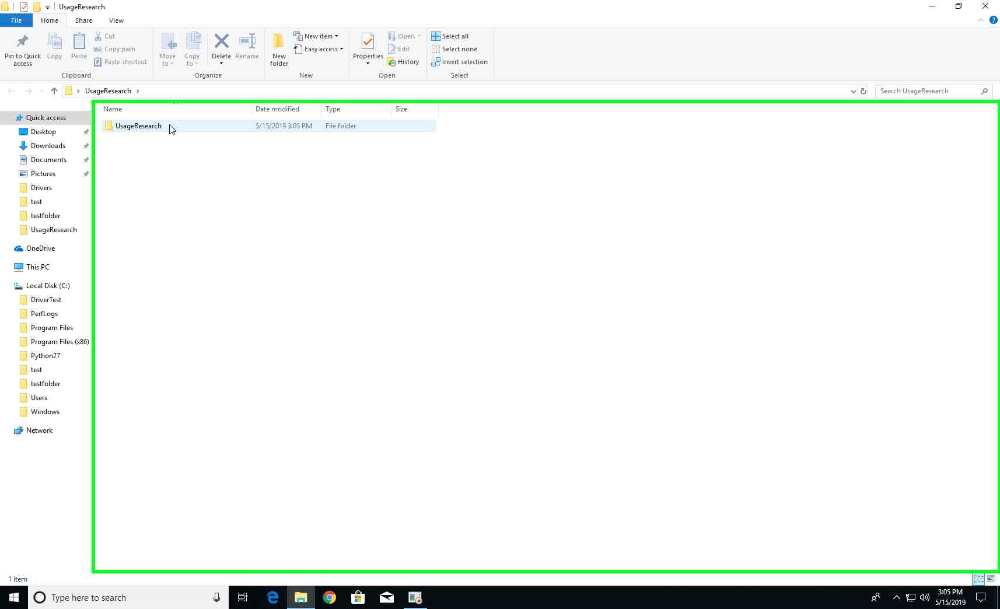 UsageResearch
File Home Share View
Pin to Quick access
Copy
Paste
Cut
Copy path
Paste shortcut
Clipboard
Move to
Copy to
Delete
Rename
Organize
New folder
New item
Easy access
New
Properties
Open
Edit
History
Open
Select all
Select none
Invert selection
Select
UsageResearch
Search UsageResearch
Quick access
Desktop
Downloads
Documents
Pictures
Drivers
test
testfolder
UsageResearch
OneDrive
This PC
Local Disk (C:)
DriverTest
PerfLogs
Program Files
Program Files (x86)
Python27
test
testfolder
Users
Windows
Network
Name Date modified Type Size
UsageResearch 5/15/2019 3:05 PM File folder
1 item
Type here to search
3:05 PM
5/15/2019